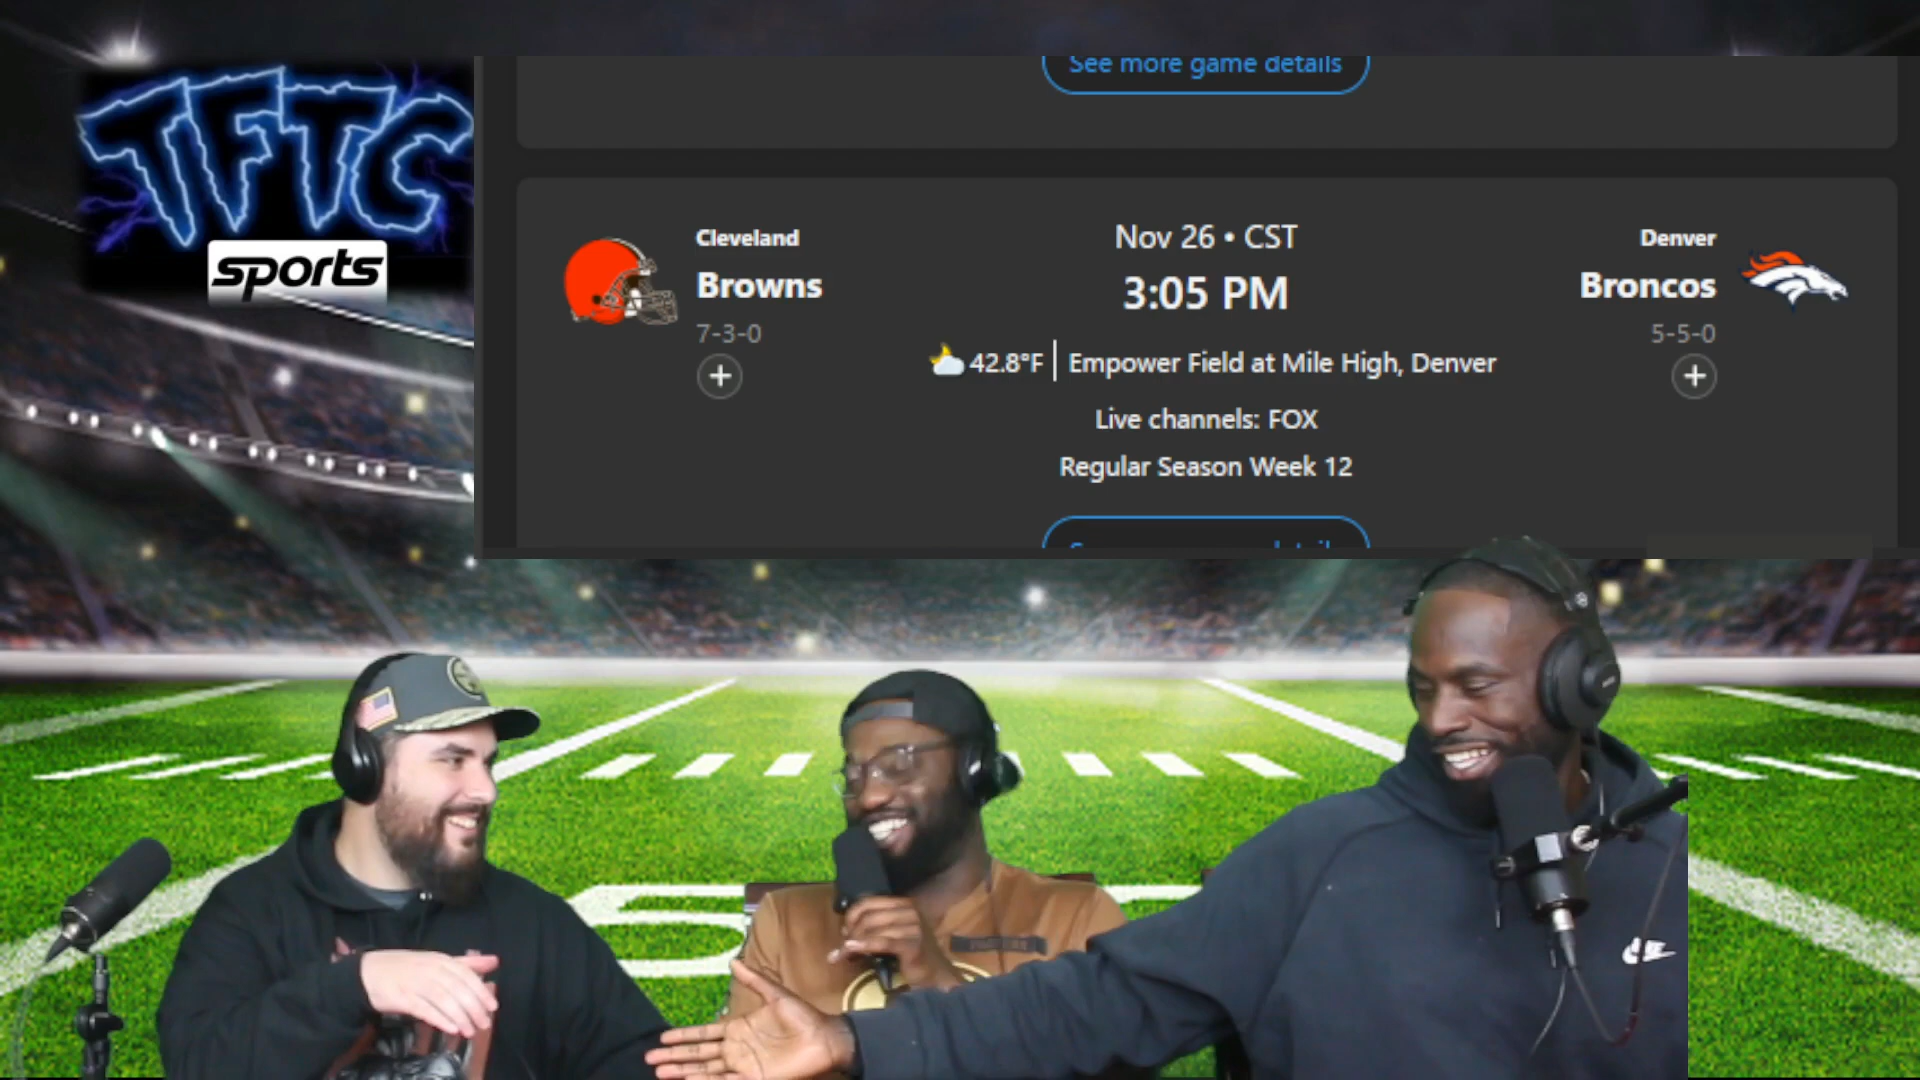 See more game details
TFTC
sports
Cleveland
Browns
7-3-0
Nov 26 • CST
3:05 PM
Denver
Broncos
5-5-0
42.8°F | Empower Field at Mile High, Denver
Live channels: FOX
Regular Season Week 12
5